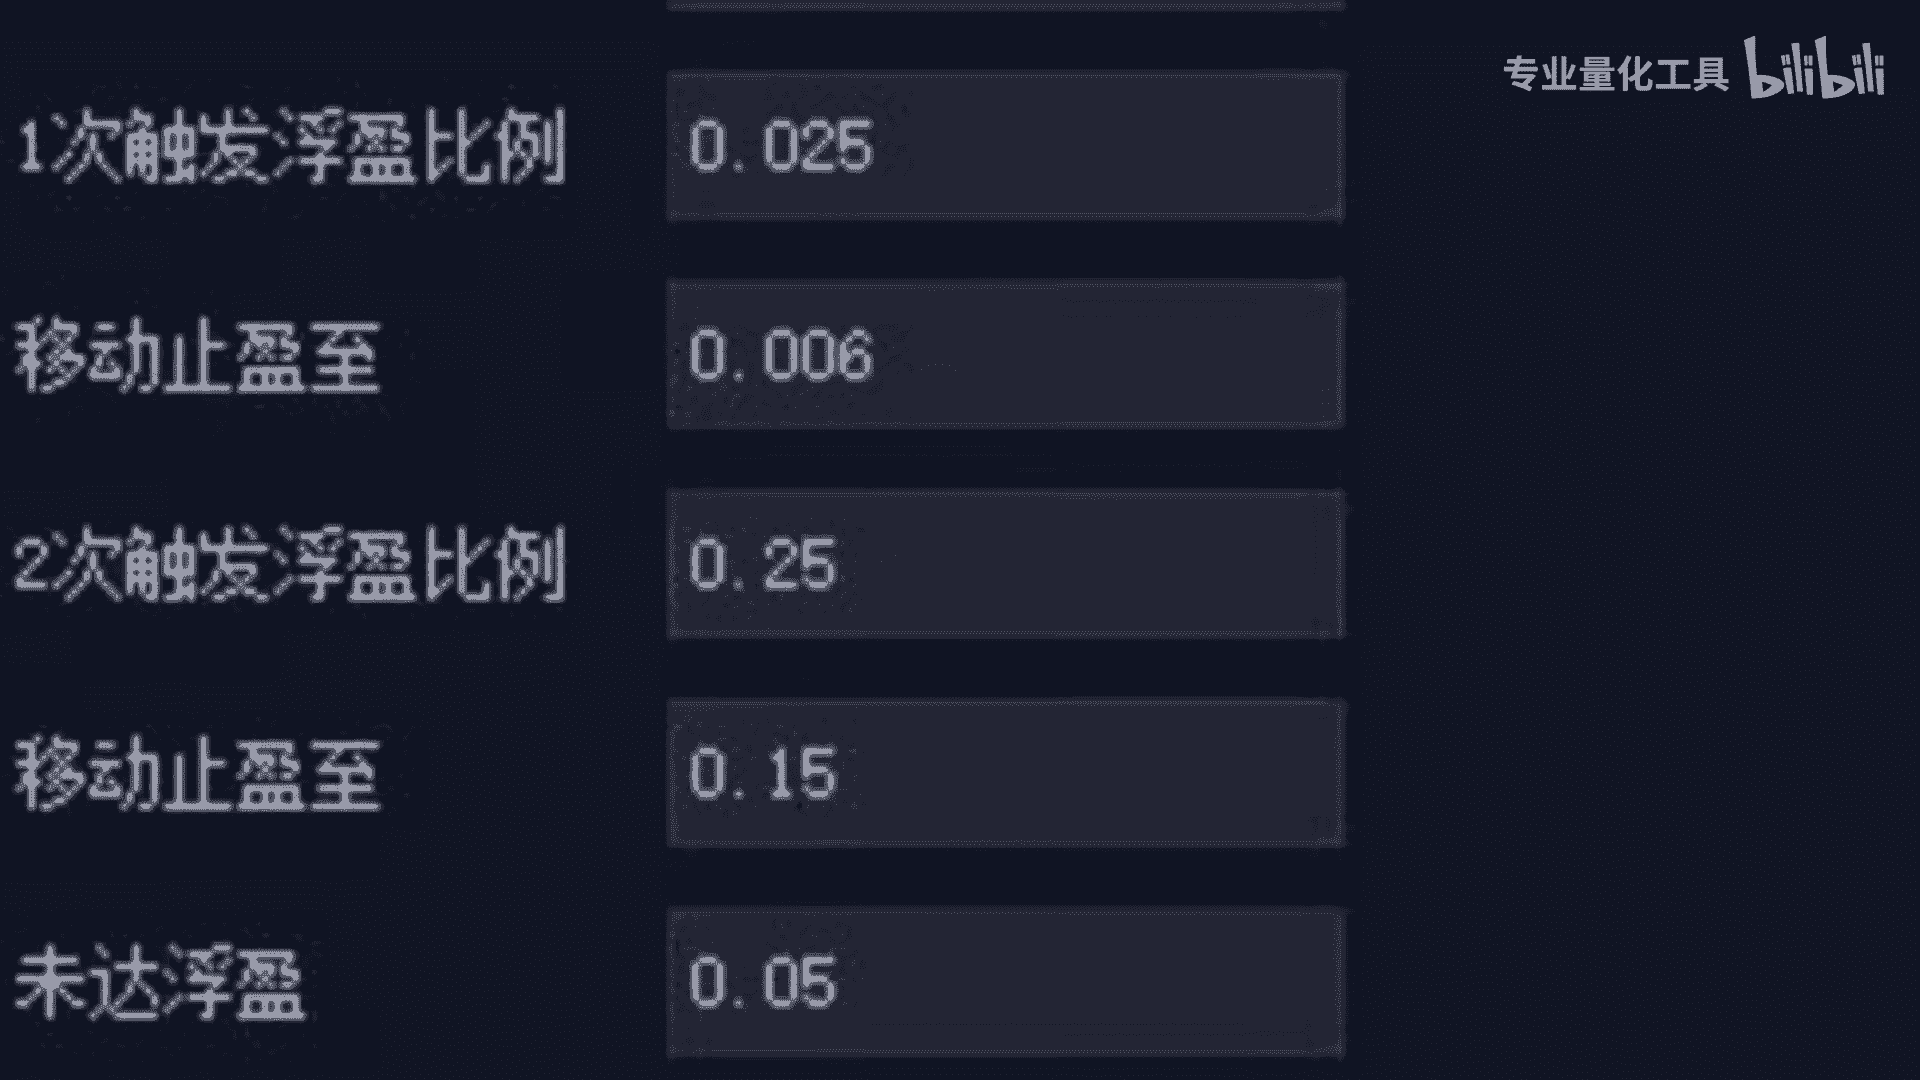 专业量化工具 bilibili
1次触发浮盈比例 0.025
移动止盈至 0.006
2次触发浮盈比例 0.25
移动止盈至 0.15
未达浮盈 0.05